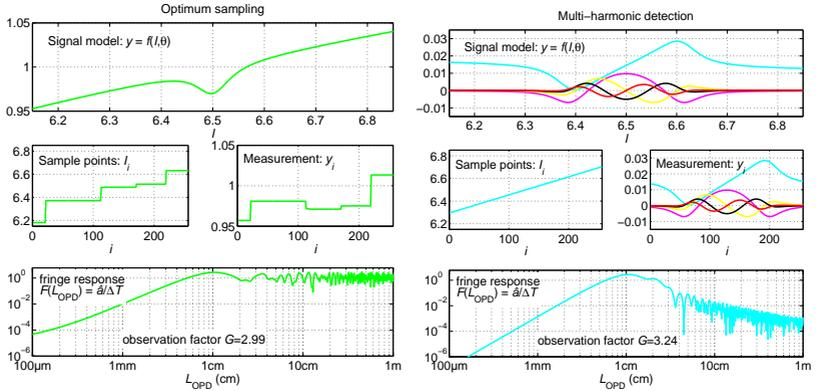 Optimum sampling
1.05
1
0.95
Signal model: y = f(I,θ)
6.2 6.3 6.4 6.5 6.6 6.7 6.8
I
6.8
6.6
6.4
6.2
Sample points: I_i
0 100 200
i
1.05
1
0.95
Measurement: y_i
0 100 200
i
10^0
10^−2
10^−4
10^−6
fringe response
F(L_OPD) = â/ΔT
observation factor G=2.99
100μm 1mm 1cm 10cm 1m
L_OPD (cm)
Multi−harmonic detection
0.03
0.02
0.01
0
−0.01
Signal model: y = f(I,θ)
6.2 6.3 6.4 6.5 6.6 6.7 6.8
I
6.8
6.6
6.4
6.2
Sample points: I_i
0 100 200
i
0.03
0.02
0.01
0
−0.01
Measurement: y_i
0 100 200
i
10^0
10^−2
10^−4
10^−6
fringe response
F(L_OPD) = â/ΔT
observation factor G=3.24
100μm 1mm 1cm 10cm 1m
L_OPD (cm)